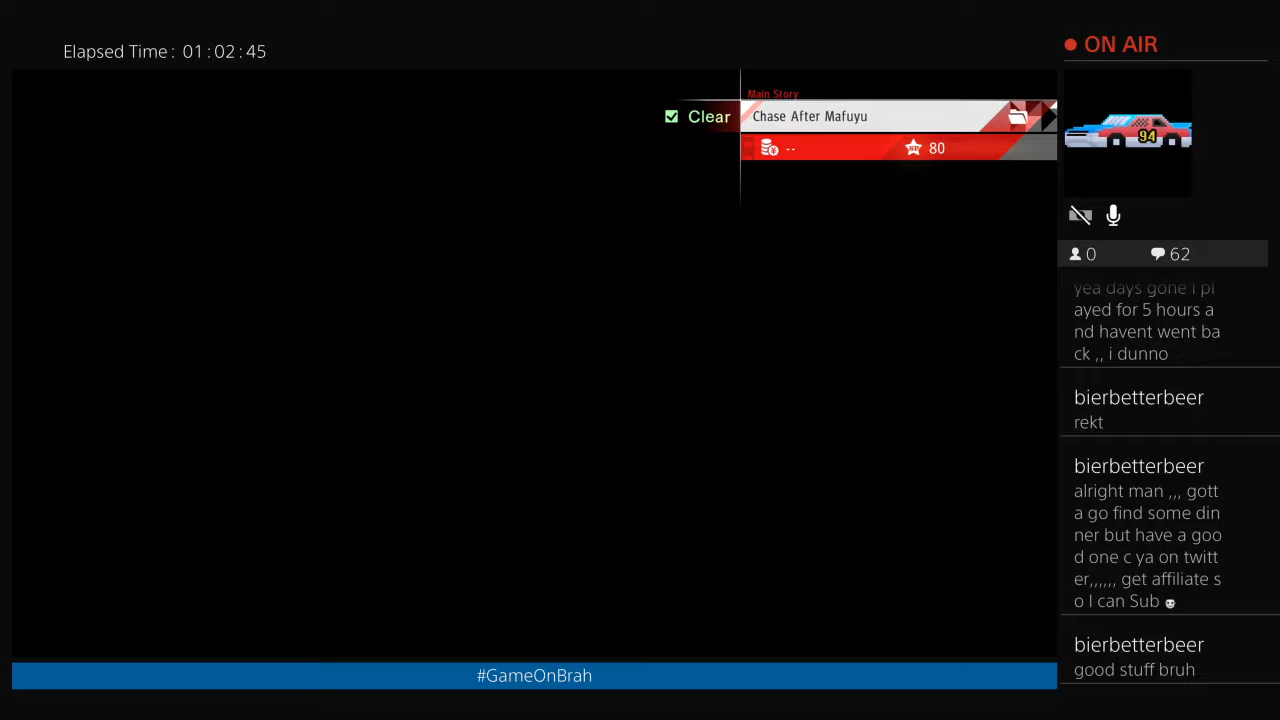 Elapsed Time : 01:02:45
ON AIR
Main Story
Clear
Chase After Mafuyu
--
80
94
0
62
yea days gone I pl
ayed for 5 hours a
nd havent went ba
ck ,, i dunno
bierbetterbeer
rekt
bierbetterbeer
alright man ,,, gott
a go find some din
ner but have a goo
d one c ya on twitt
er,,,,,, get affiliate s
o I can Sub
bierbetterbeer
good stuff bruh
#GameOnBrah